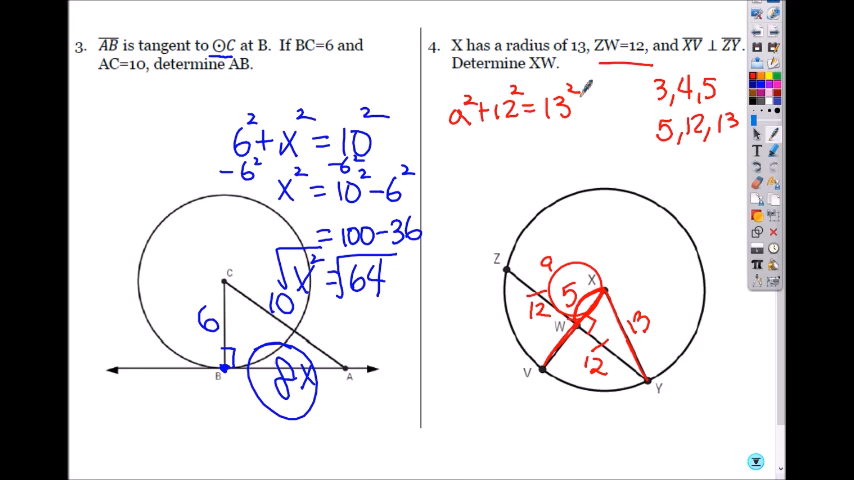 3. AB is tangent to ⊙C at B. If BC=6 and
AC=10, determine AB.
6² + x² = 10²
-6² -6²
x² = 10² - 6²
= 100 - 36
√x² = √64
C
10
6
B
8 x
A
4. X has a radius of 13, ZW=12, and XV ⊥ ZY.
Determine XW.
a² + 12² = 13²
3, 4, 5
5, 12, 13
Z
a
X
5
12
W
13
12
V
Y
T